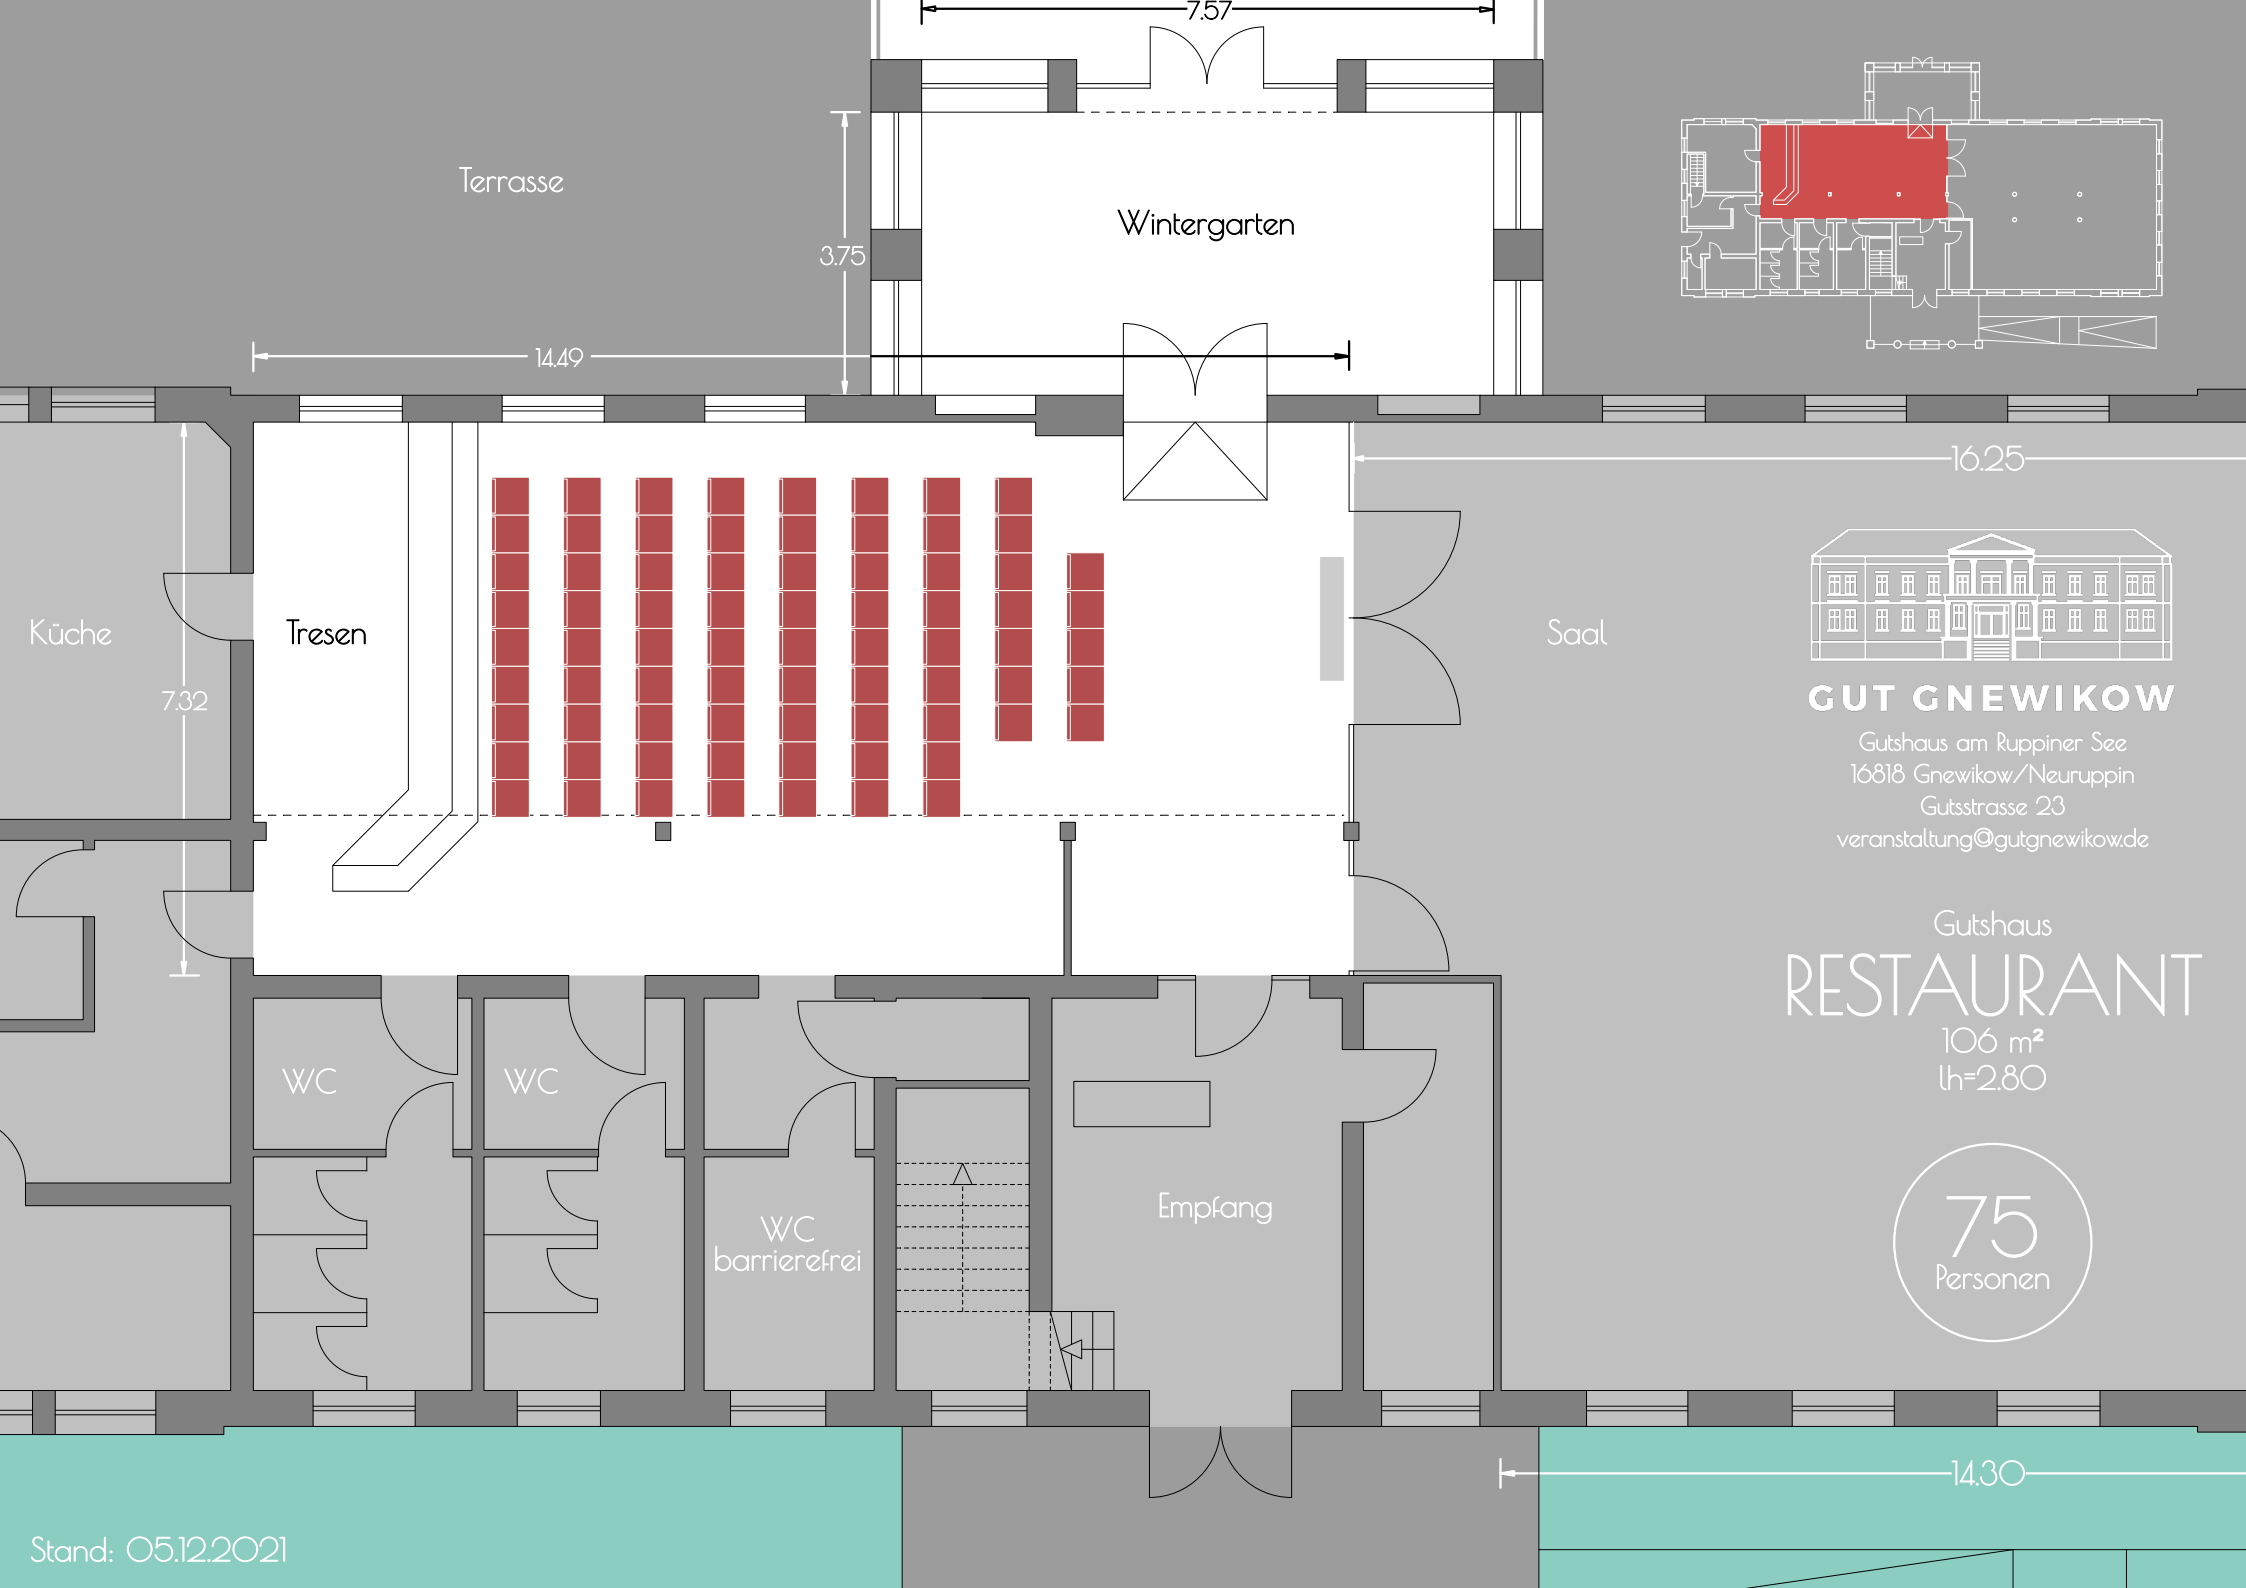 7.57
Terrasse
Wintergarten
3.75
14.49
16.25
Küche
Tresen
Saal
7.32
GUT GNEWIKOW
Gutshaus am Ruppiner See
16818 Gnewikow/Neuruppin
Gutsstrasse 23
veranstaltung@gutgnewikow.de
Gutshaus
RESTAURANT
106 m²
lh=2.80
WC
WC
WC
barrierefrei
Empfang
75
Personen
14.30
Stand: 05.12.2021